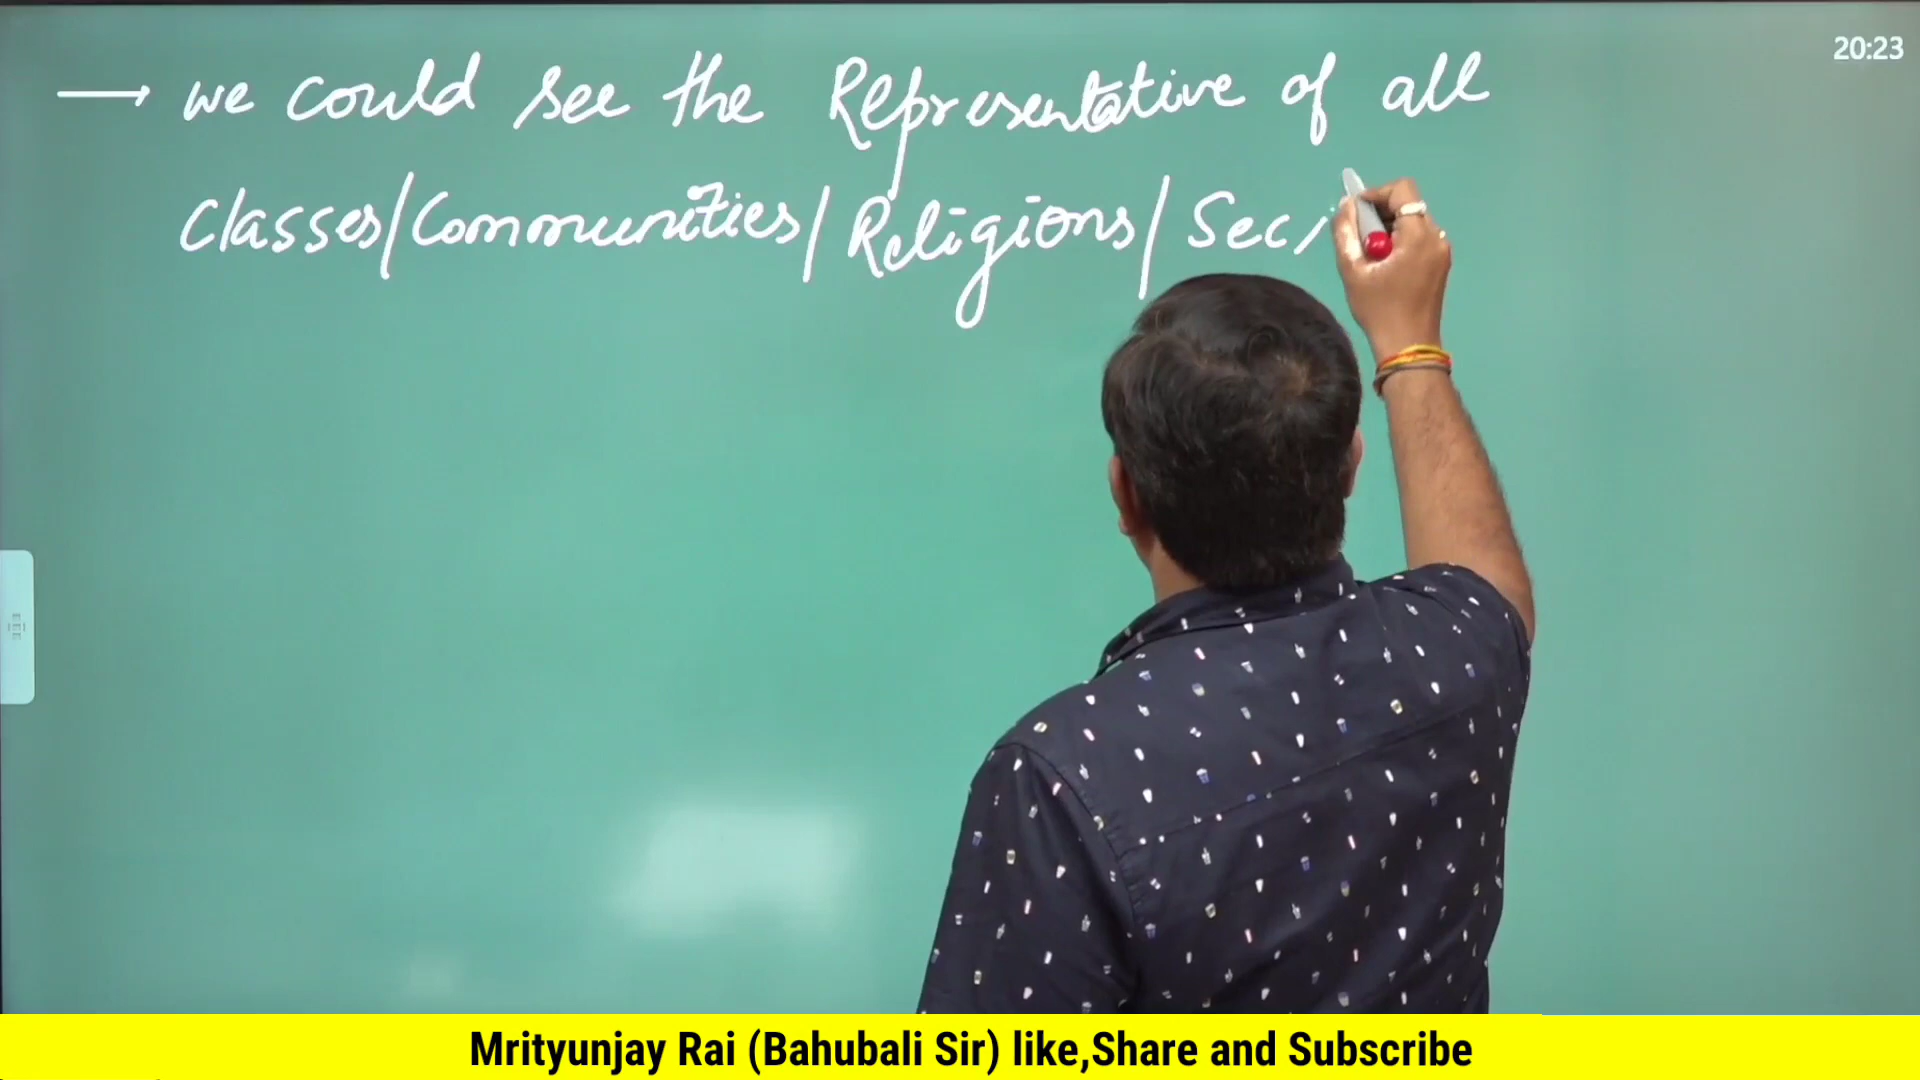 20:23
→ we could see the Representative of all
Classes/Communities/Religions/Sec
Mrityunjay Rai (Bahubali Sir) like,Share and Subscribe